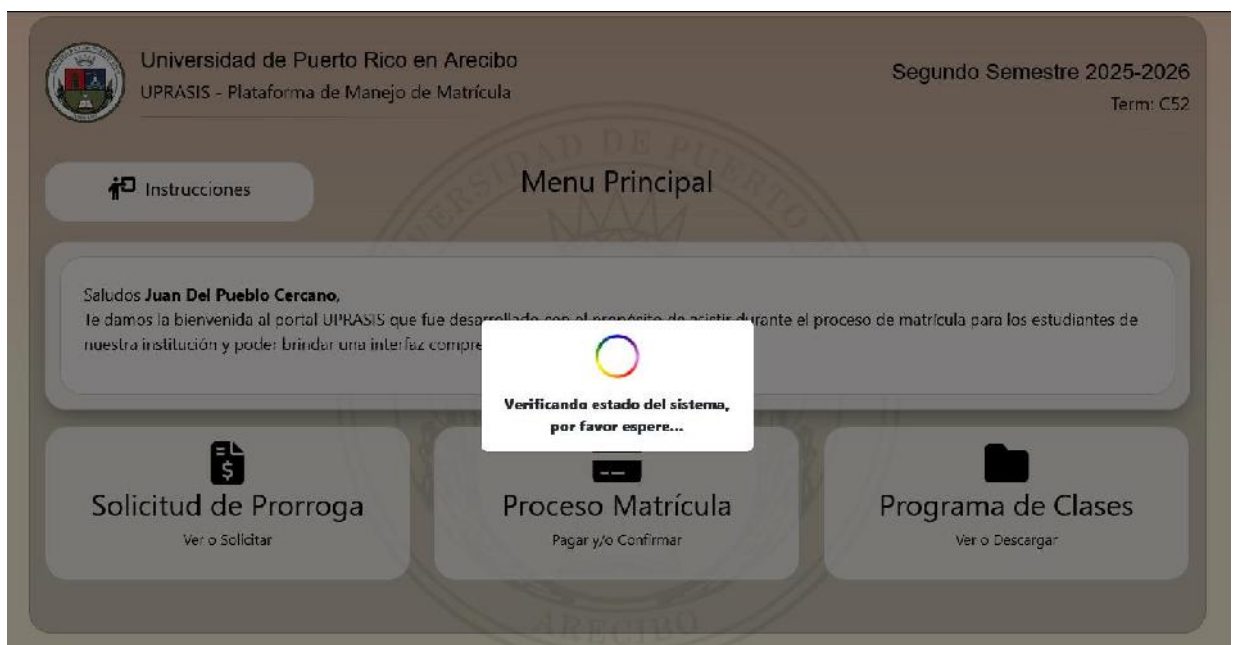 Universidad de Puerto Rico en Arecibo
UPRASIS - Plataforma de Manejo de Matrícula
Segundo Semestre 2025-2026
Term: C52
Instrucciones
Menu Principal
Saludos Juan Del Pueblo Cercano,
Te damos la bienvenida al portal UPRASIS que fue desarrollado con el propósito de asistir durante el proceso de matrícula para los estudiantes de
nuestra institución y poder brindar una interfaz
Verificando estado del sistema,
por favor espere...
Solicitud de Prorroga
Ver o Solicitar
Proceso Matrícula
Pagar y/o Confirmar
Programa de Clases
Ver o Descargar
ARECIBO